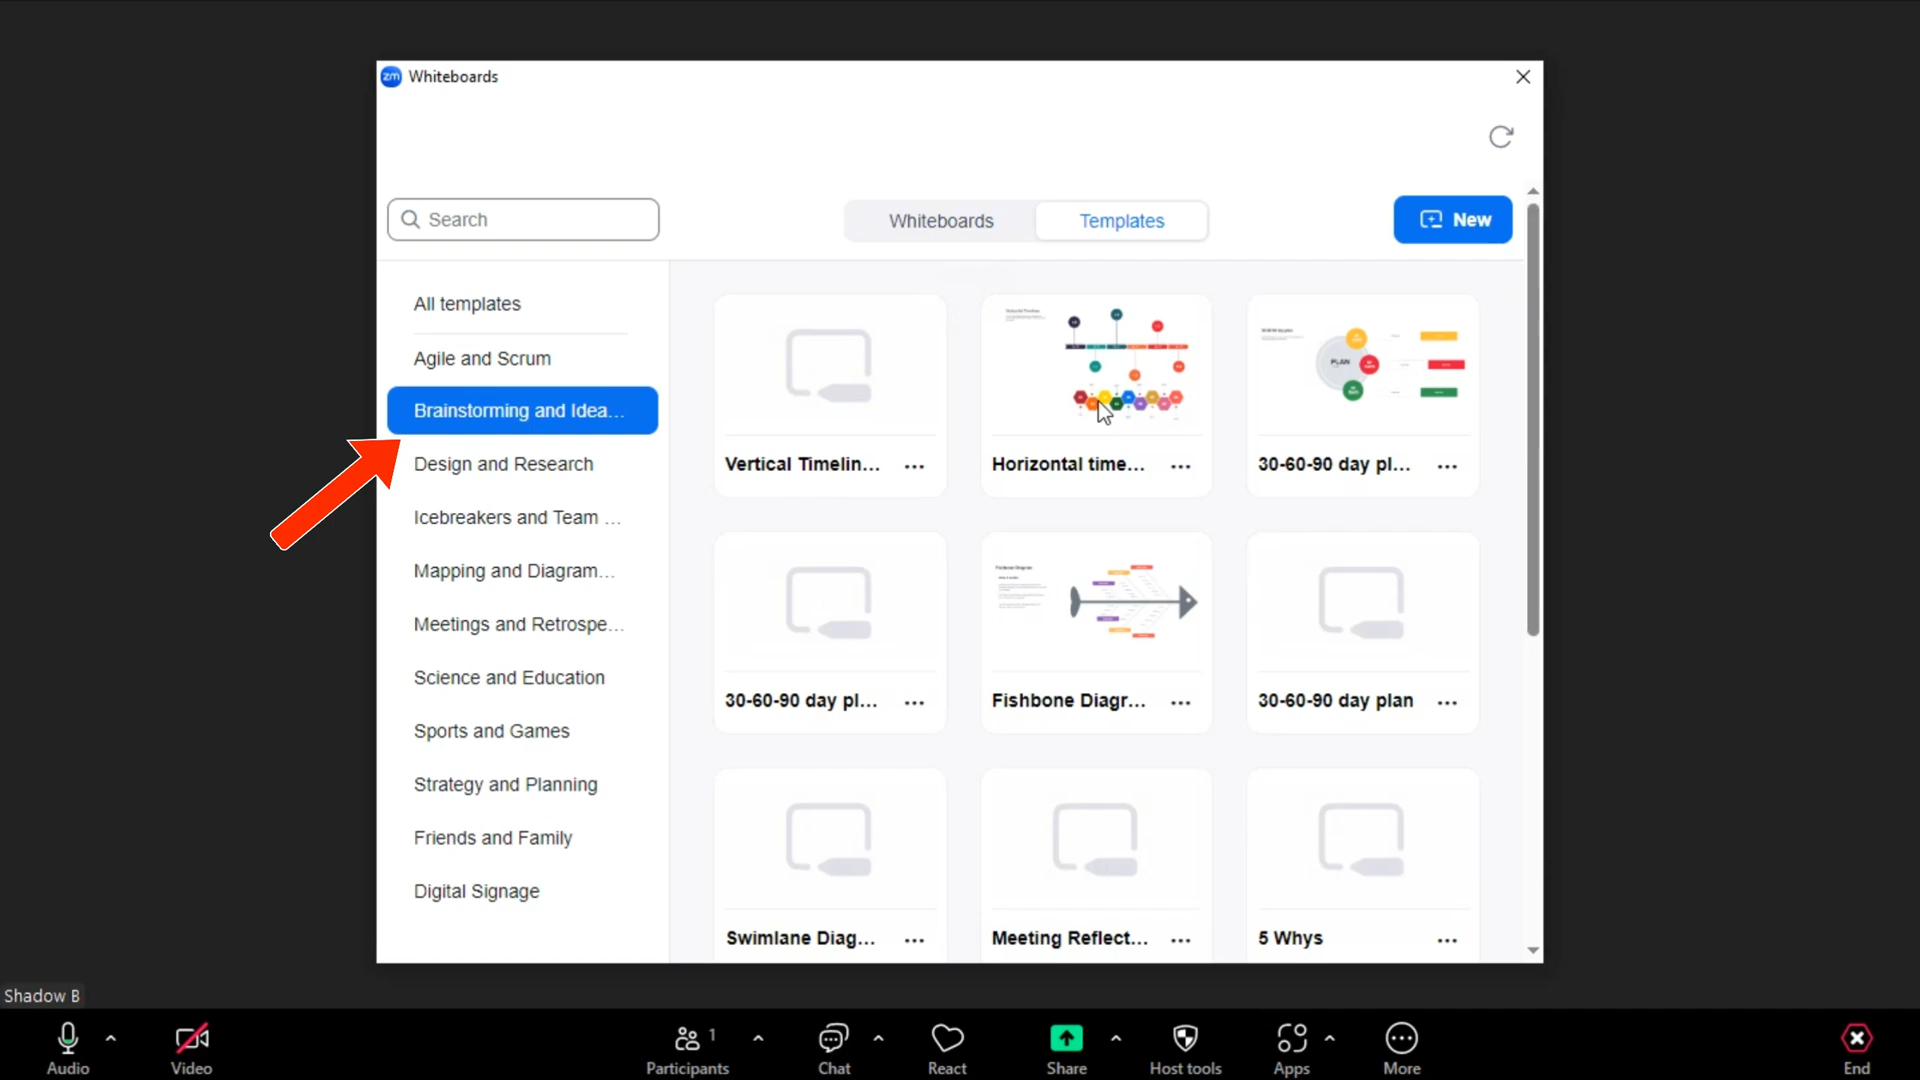 zm Whiteboards
Search
Whiteboards
Templates
New
All templates
Agile and Scrum
Brainstorming and Idea...
Design and Research
Icebreakers and Team ...
Mapping and Diagram...
Meetings and Retrospe...
Science and Education
Sports and Games
Strategy and Planning
Friends and Family
Digital Signage
Vertical Timelin...
Horizontal time...
PLAN
30-60-90 day pl...
30-60-90 day pl...
Fishbone Diagram
Fishbone Diagr...
30-60-90 day plan
Swimlane Diag...
Meeting Reflect...
5 Whys
Shadow B
Audio
Video
Participants
1
Chat
React
Share
Host tools
Apps
More
End